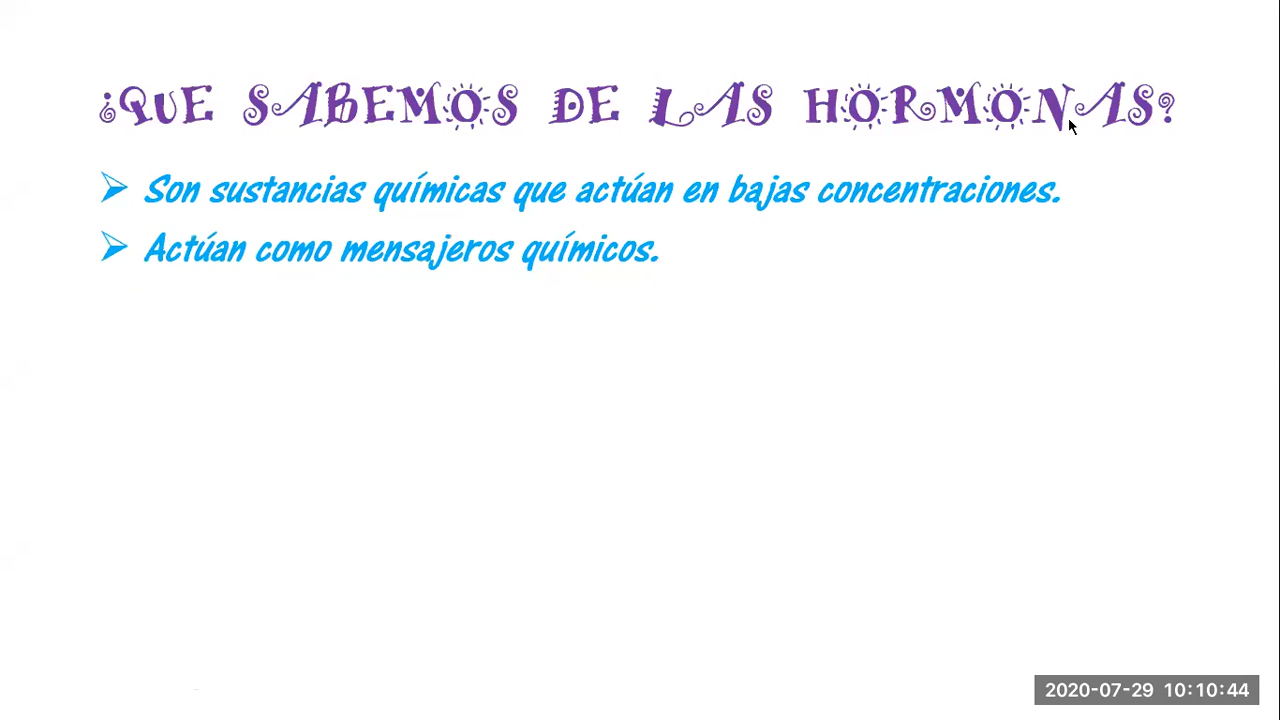 ¿QUE SABEMOS DE LAS HORMONAS?
➢ Son sustancias químicas que actúan en bajas concentraciones.
➢ Actúan como mensajeros químicos.
2020-07-29 10:10:44